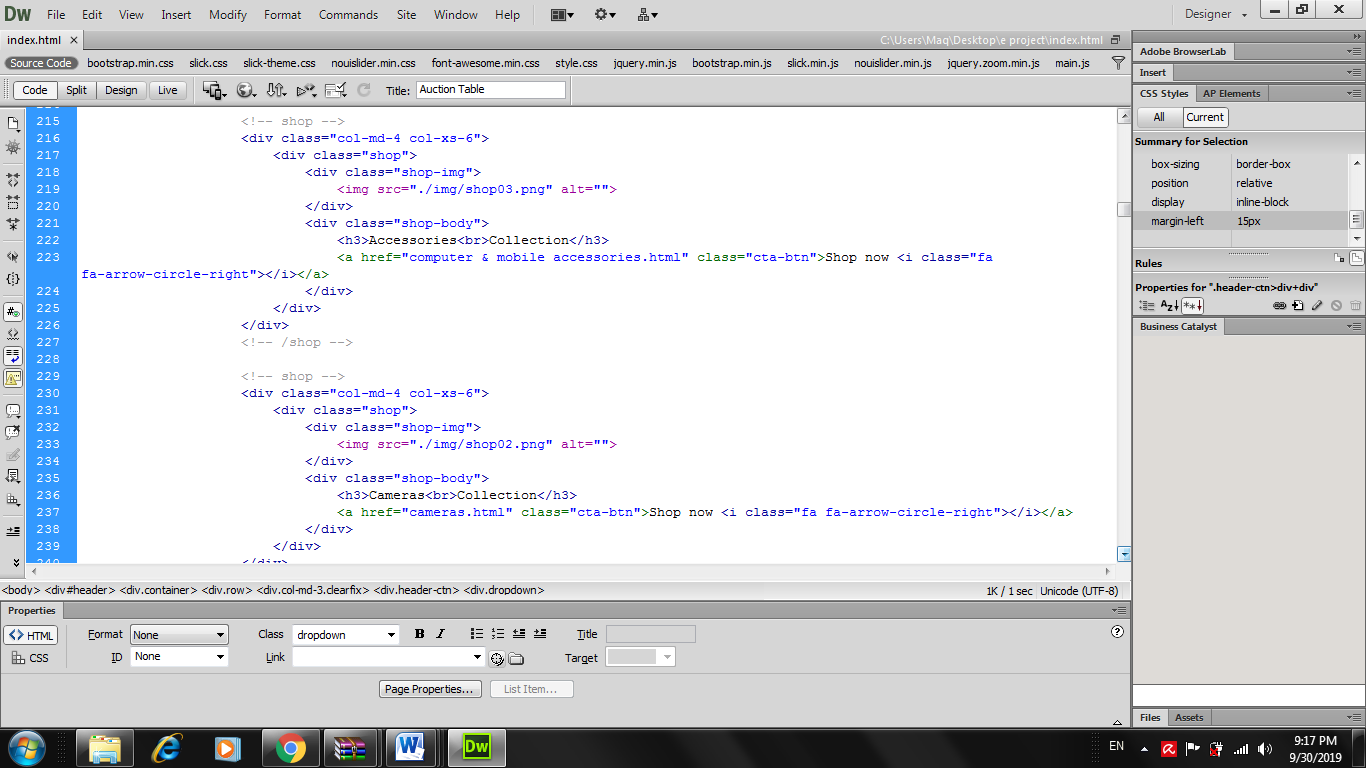 Dw File Edit View Insert Modify Format Commands Site Window Help Designer
index.html C:\Users\Maq\Desktop\e project\index.html
Source Code bootstrap.min.css slick.css slick-theme.css nouislider.min.css font-awesome.min.css style.css jquery.min.js bootstrap.min.js slick.min.js nouislider.min.js jquery.zoom.min.js main.js
Code Split Design Live Title: Auction Table
215 <!-- shop -->
216 <div class="col-md-4 col-xs-6">
217 <div class="shop">
218 <div class="shop-img">
219 <img src="./img/shop03.png" alt="">
220 </div>
221 <div class="shop-body">
222 <h3>Accessories<br>Collection</h3>
223 <a href="computer & mobile accessories.html" class="cta-btn">Shop now <i class="fa
fa-arrow-circle-right"></i></a>
224 </div>
225 </div>
226 </div>
227 <!-- /shop -->
228
229 <!-- shop -->
230 <div class="col-md-4 col-xs-6">
231 <div class="shop">
232 <div class="shop-img">
233 <img src="./img/shop02.png" alt="">
234 </div>
235 <div class="shop-body">
236 <h3>Cameras<br>Collection</h3>
237 <a href="cameras.html" class="cta-btn">Shop now <i class="fa fa-arrow-circle-right"></i></a>
238 </div>
239 </div>
240 </div>
<body> <div#header> <div.container> <div.row> <div.col-md-3.clearfix> <div.header-ctn> <div.dropdown> 1K / 1 sec Unicode (UTF-8)
Properties
<> HTML Format None Class dropdown B I Title
CSS ID None Link Target
Page Properties... List Item...
Adobe BrowserLab
Insert
CSS Styles AP Elements
All Current
Summary for Selection
box-sizing border-box
position relative
display inline-block
margin-left 15px
Rules
Properties for ".header-ctn>div+div"
Business Catalyst
Files Assets
EN 9:17 PM
9/30/2019